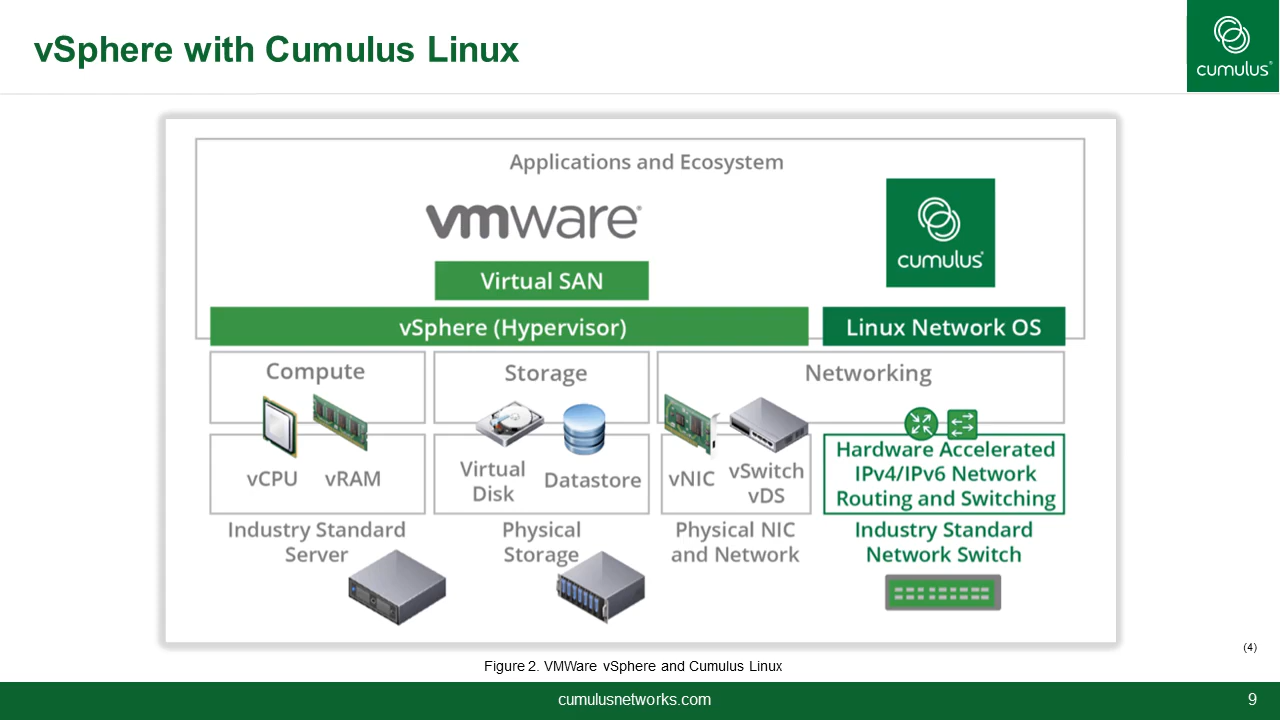 vSphere with Cumulus Linux
cumulus®
Applications and Ecosystem
vmware®
cumulus®
Virtual SAN
vSphere (Hypervisor)
Linux Network OS
Compute
Storage
Networking
vCPU
vRAM
Virtual
Disk
Datastore
vNIC
vSwitch
vDS
Hardware Accelerated
IPv4/IPv6 Network
Routing and Switching
Industry Standard
Server
Physical
Storage
Physical NIC
and Network
Industry Standard
Network Switch
(4)
Figure 2. VMWare vSphere and Cumulus Linux
cumulusnetworks.com
9